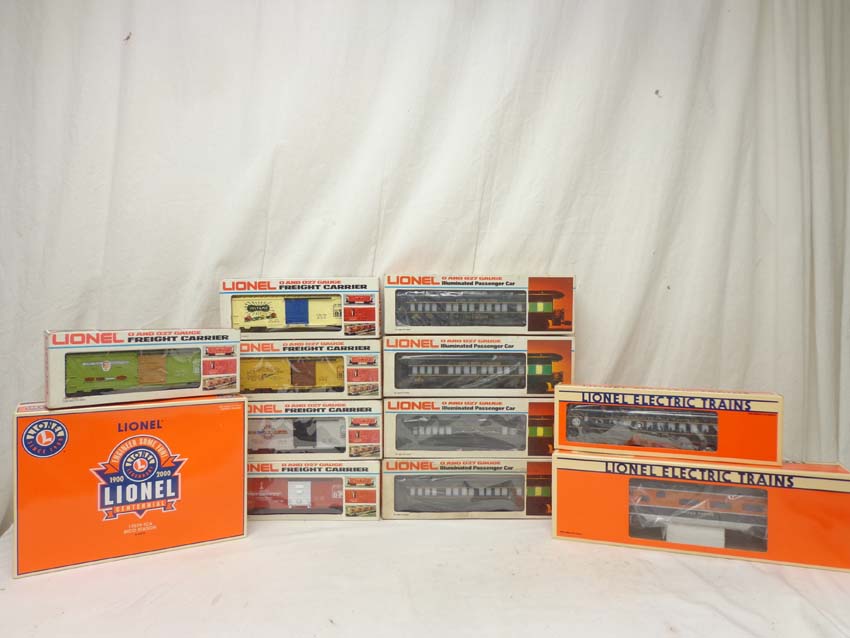 LIONEL
O AND O27 GAUGE
FREIGHT CARRIER
LIONEL
O AND O27 GAUGE
Illuminated Passenger Car
LIONEL
O AND O27 GAUGE
FREIGHT CARRIER
LIONEL
O AND O27 GAUGE
FREIGHT CARRIER
LIONEL
O AND O27 GAUGE
Illuminated Passenger Car
LIONEL
O AND O27 GAUGE
FREIGHT CARRIER
LIONEL
O AND O27 GAUGE
Illuminated Passenger Car
LIONEL
O AND O27 GAUGE
FREIGHT CARRIER
LIONEL
O AND O27 GAUGE
Illuminated Passenger Car
LIONEL ELECTRIC TRAINS
LIONEL ELECTRIC TRAINS
LIONEL
LIONEL
SINCE 1900
1900
2000
LIONEL
CENTENNIAL